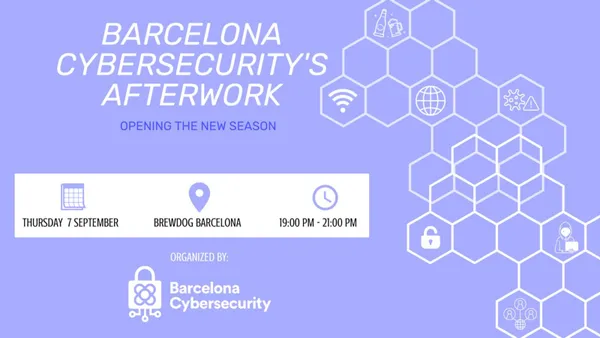 BARCELONA
CYBERSECURITY'S
AFTERWORK
OPENING THE NEW SEASON
THURSDAY 7 SEPTEMBER
BREWDOG BARCELONA
19:00 PM - 21:00 PM
ORGANIZED BY:
Barcelona
Cybersecurity